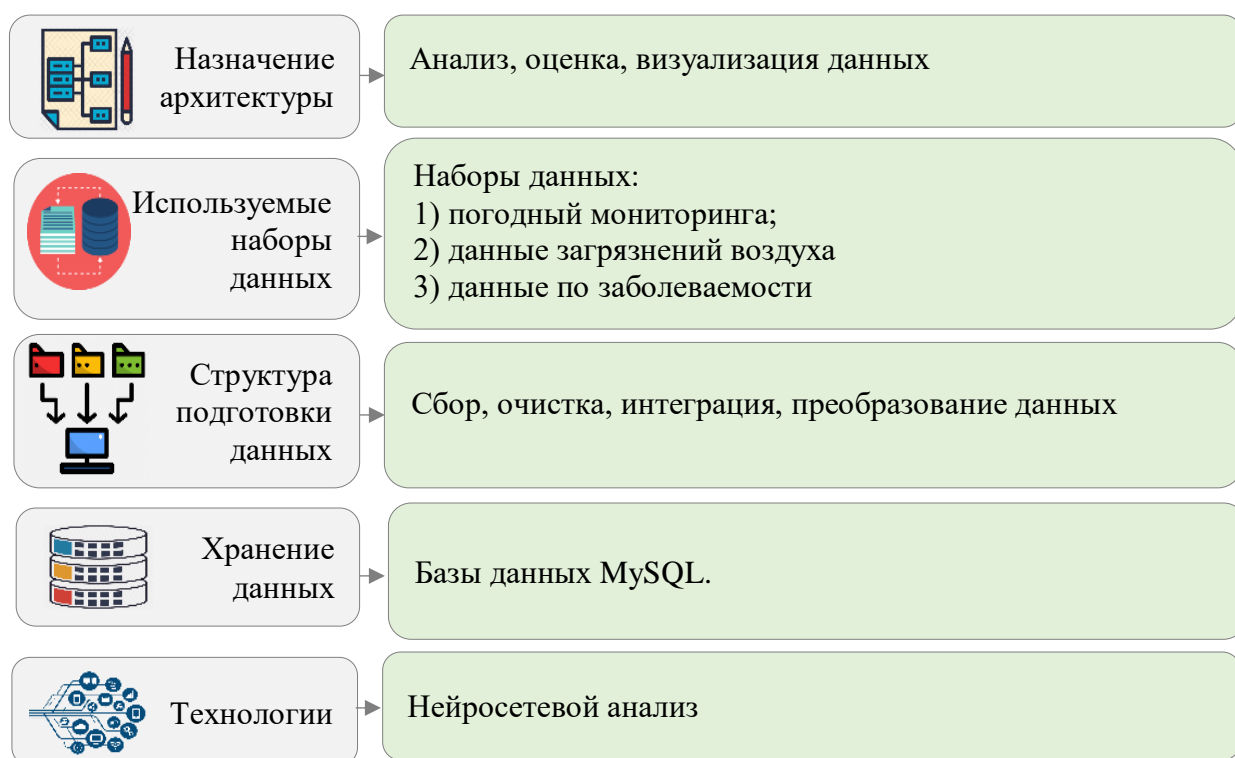 Назначение
архитектуры
Анализ, оценка, визуализация данных
Используемые
наборы
данных
Наборы данных:
1) погодный мониторинга;
2) данные загрязнений воздуха
3) данные по заболеваемости
Структура
подготовки
данных
Сбор, очистка, интеграция, преобразование данных
Хранение
данных
Базы данных MySQL.
Технологии
Нейросетевой анализ